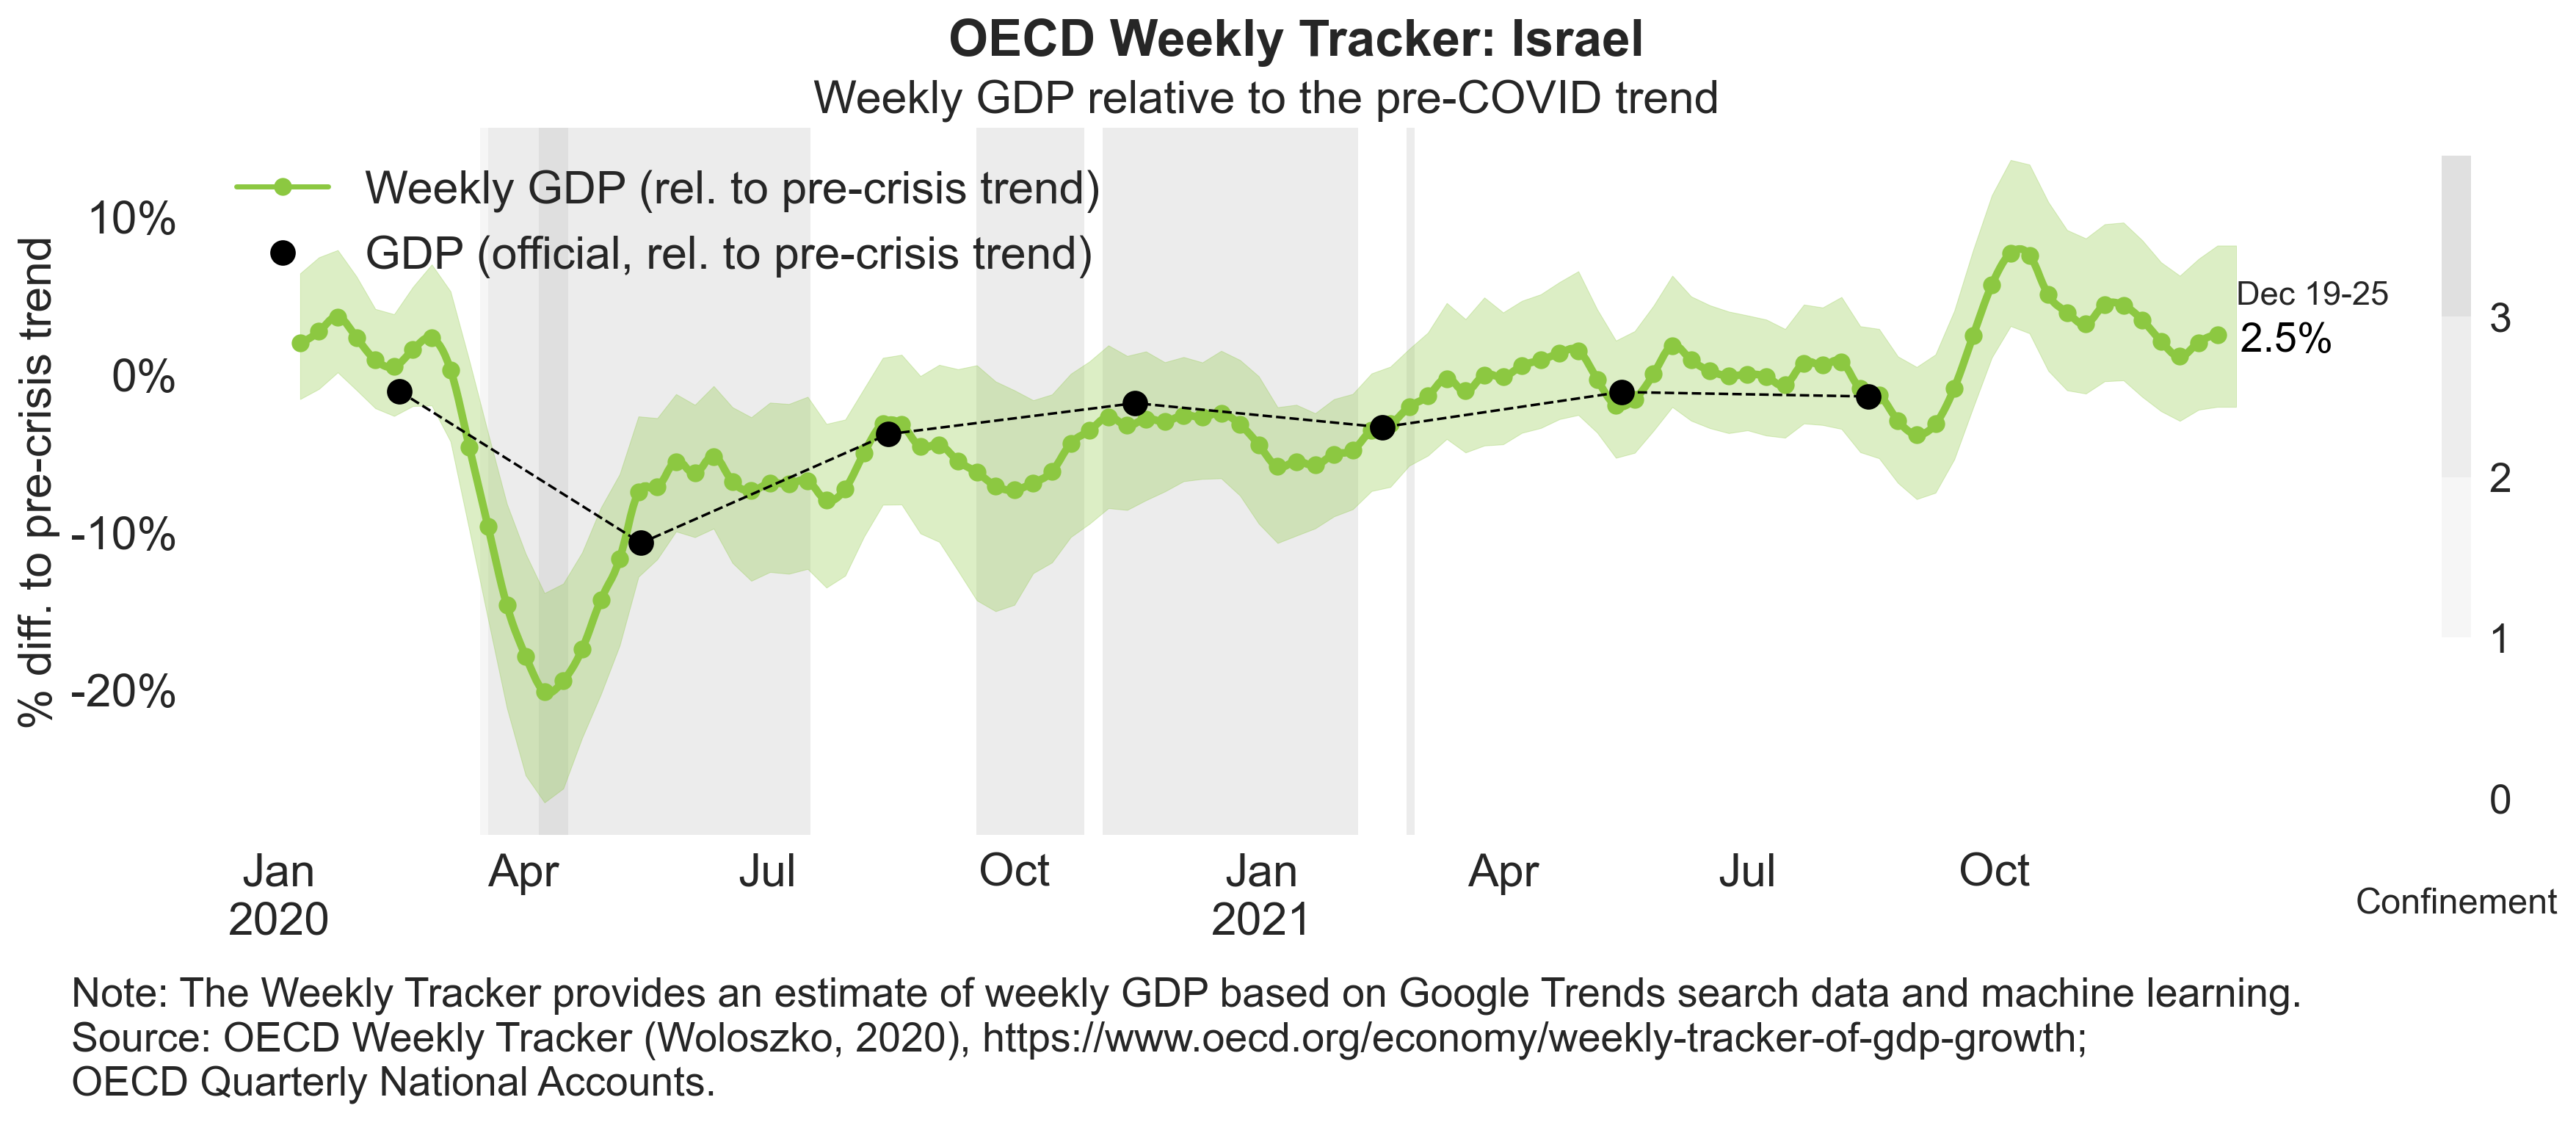 OECD Weekly Tracker: Israel
Weekly GDP relative to the pre-COVID trend
Weekly GDP (rel. to pre-crisis trend)
GDP (official, rel. to pre-crisis trend)
% diff. to pre-crisis trend
10%
0%
-10%
-20%
Dec 19-25
2.5%
3
2
1
0
Confinement
Jan Apr Jul Oct Jan Apr Jul Oct
2020 2021
Note: The Weekly Tracker provides an estimate of weekly GDP based on Google Trends search data and machine learning.
Source: OECD Weekly Tracker (Woloszko, 2020), https://www.oecd.org/economy/weekly-tracker-of-gdp-growth;
OECD Quarterly National Accounts.